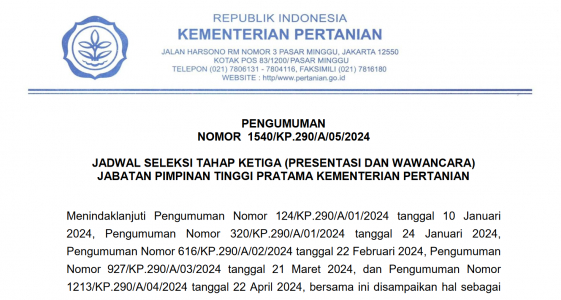 REPUBLIK INDONESIA
KEMENTERIAN PERTANIAN
JALAN HARSONO RM NOMOR 3 PASAR MINGGU, JAKARTA 12550
KOTAK POS 83/1200/ PASAR MINGGU
TELEPON (021) 7806131 - 7804116, FAKSIMILI (021) 7816180
WEBSITE : http/www.pertanian.go.id
PENGUMUMAN
NOMOR 1540/KP.290/A/05/2024
JADWAL SELEKSI TAHAP KETIGA (PRESENTASI DAN WAWANCARA)
JABATAN PIMPINAN TINGGI PRATAMA KEMENTERIAN PERTANIAN
Menindaklanjuti Pengumuman Nomor 124/KP.290/A/01/2024 tanggal 10 Januari
2024, Pengumuman Nomor 320/KP.290/A/01/2024 tanggal 24 Januari 2024,
Pengumuman Nomor 616/KP.290/A/02/2024 tanggal 22 Februari 2024, Pengumuman
Nomor 927/KP.290/A/03/2024 tanggal 21 Maret 2024, dan Pengumuman Nomor
1213/KP.290/A/04/2024 tanggal 22 April 2024, bersama ini disampaikan hal sebagai